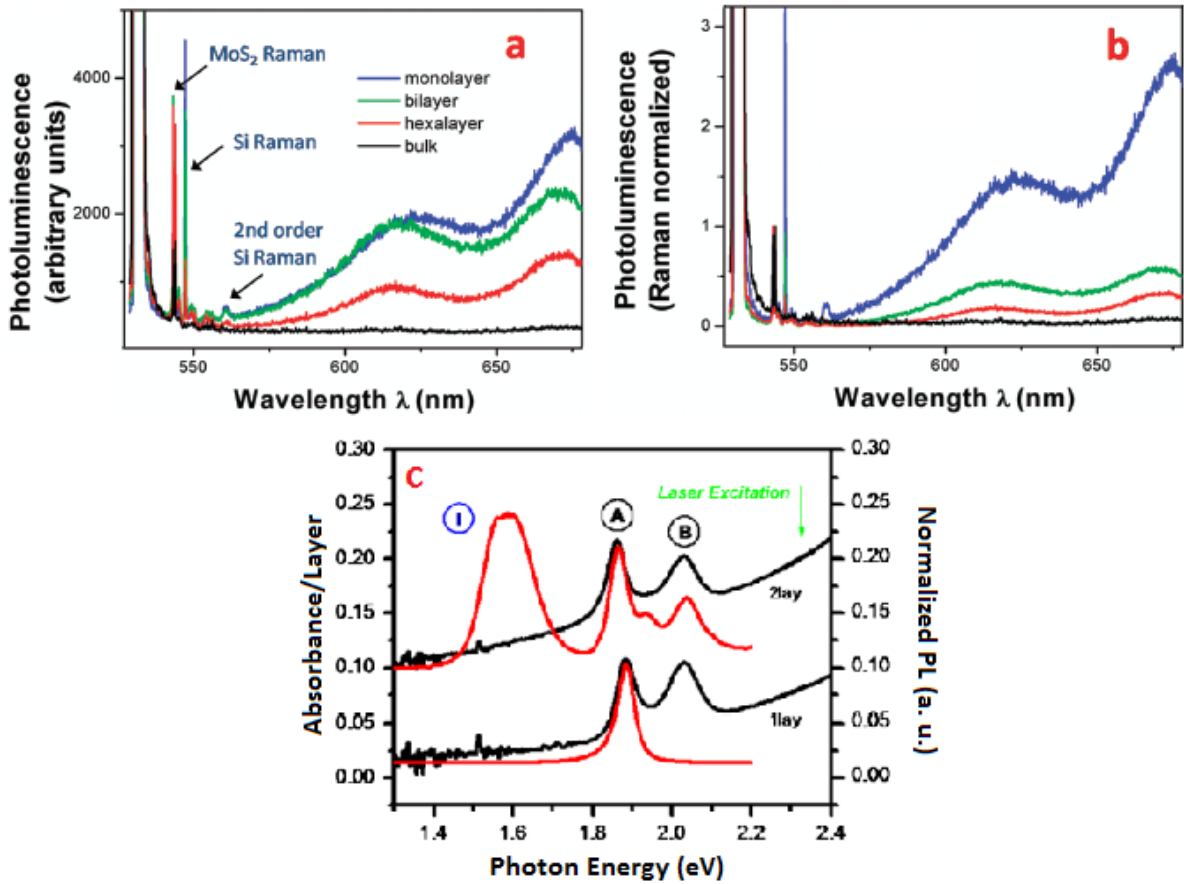 a
Photoluminescence
(arbitrary units)
4000
2000
MoS₂ Raman
Si Raman
2nd order
Si Raman
monolayer
bilayer
hexalayer
bulk
550
600
650
Wavelength λ (nm)
b
Photoluminescence
(Raman normalized)
3
2
1
0
550
600
650
Wavelength λ (nm)
C
Absorbance/Layer
0.30
0.25
0.20
0.15
0.10
0.05
0.00
I
A
B
Laser Excitation
2lay
1lay
0.30
0.25
0.20
0.15
0.10
0.05
0.00
Normalized PL (a. u.)
1.4
1.6
1.8
2.0
2.2
2.4
Photon Energy (eV)